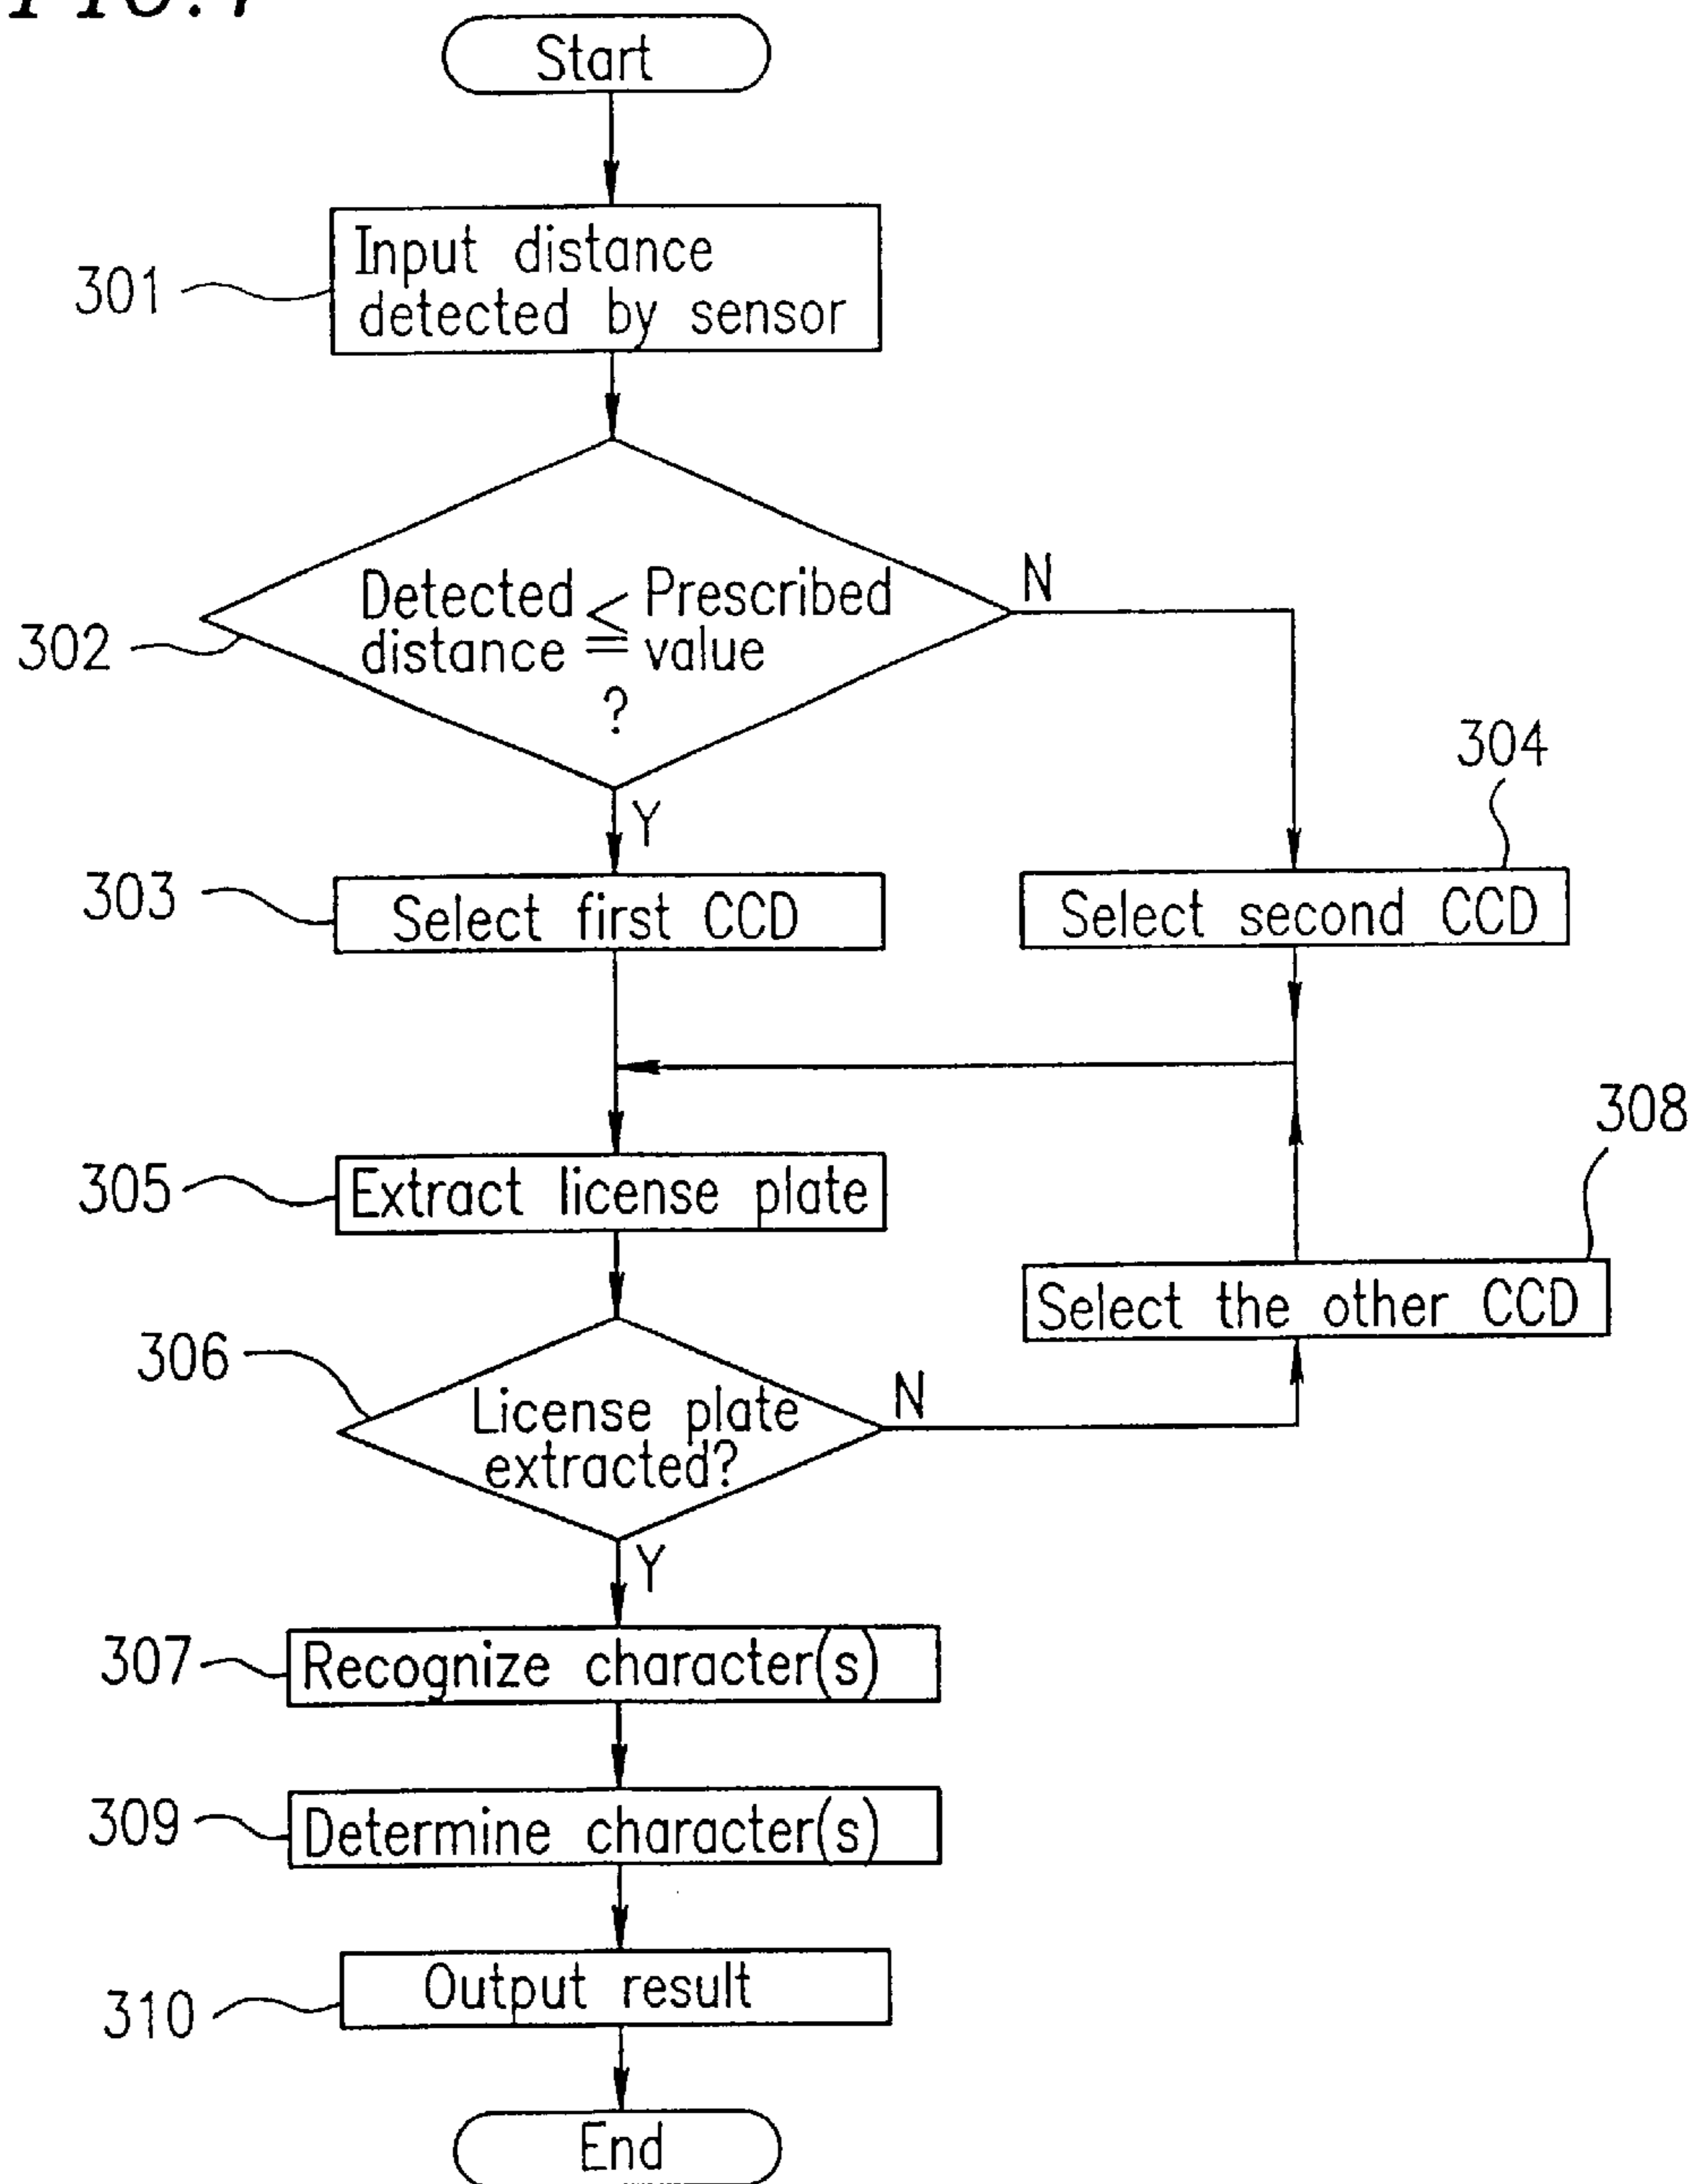 Start
301
Input distance
detected by sensor
302
Detected ≦ Prescribed
distance value
?
N
Y
303
Select first CCD
304
Select second CCD
305
Extract license plate
308
Select the other CCD
306
License plate
extracted?
N
Y
307
Recognize character(s)
309
Determine character(s)
310
Output result
End